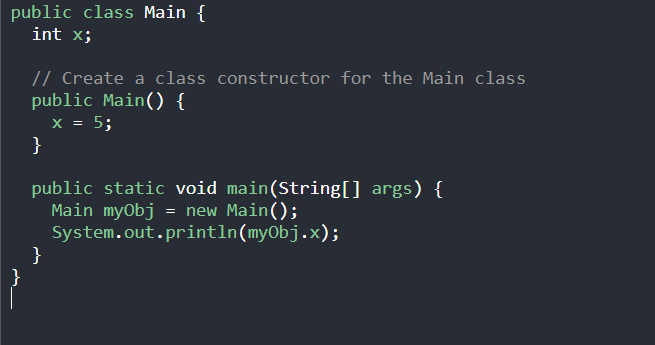 public class Main {
  int x;

  // Create a class constructor for the Main class
  public Main() {
    x = 5;
  }

  public static void main(String[] args) {
    Main myObj = new Main();
    System.out.println(myObj.x);
  }
}